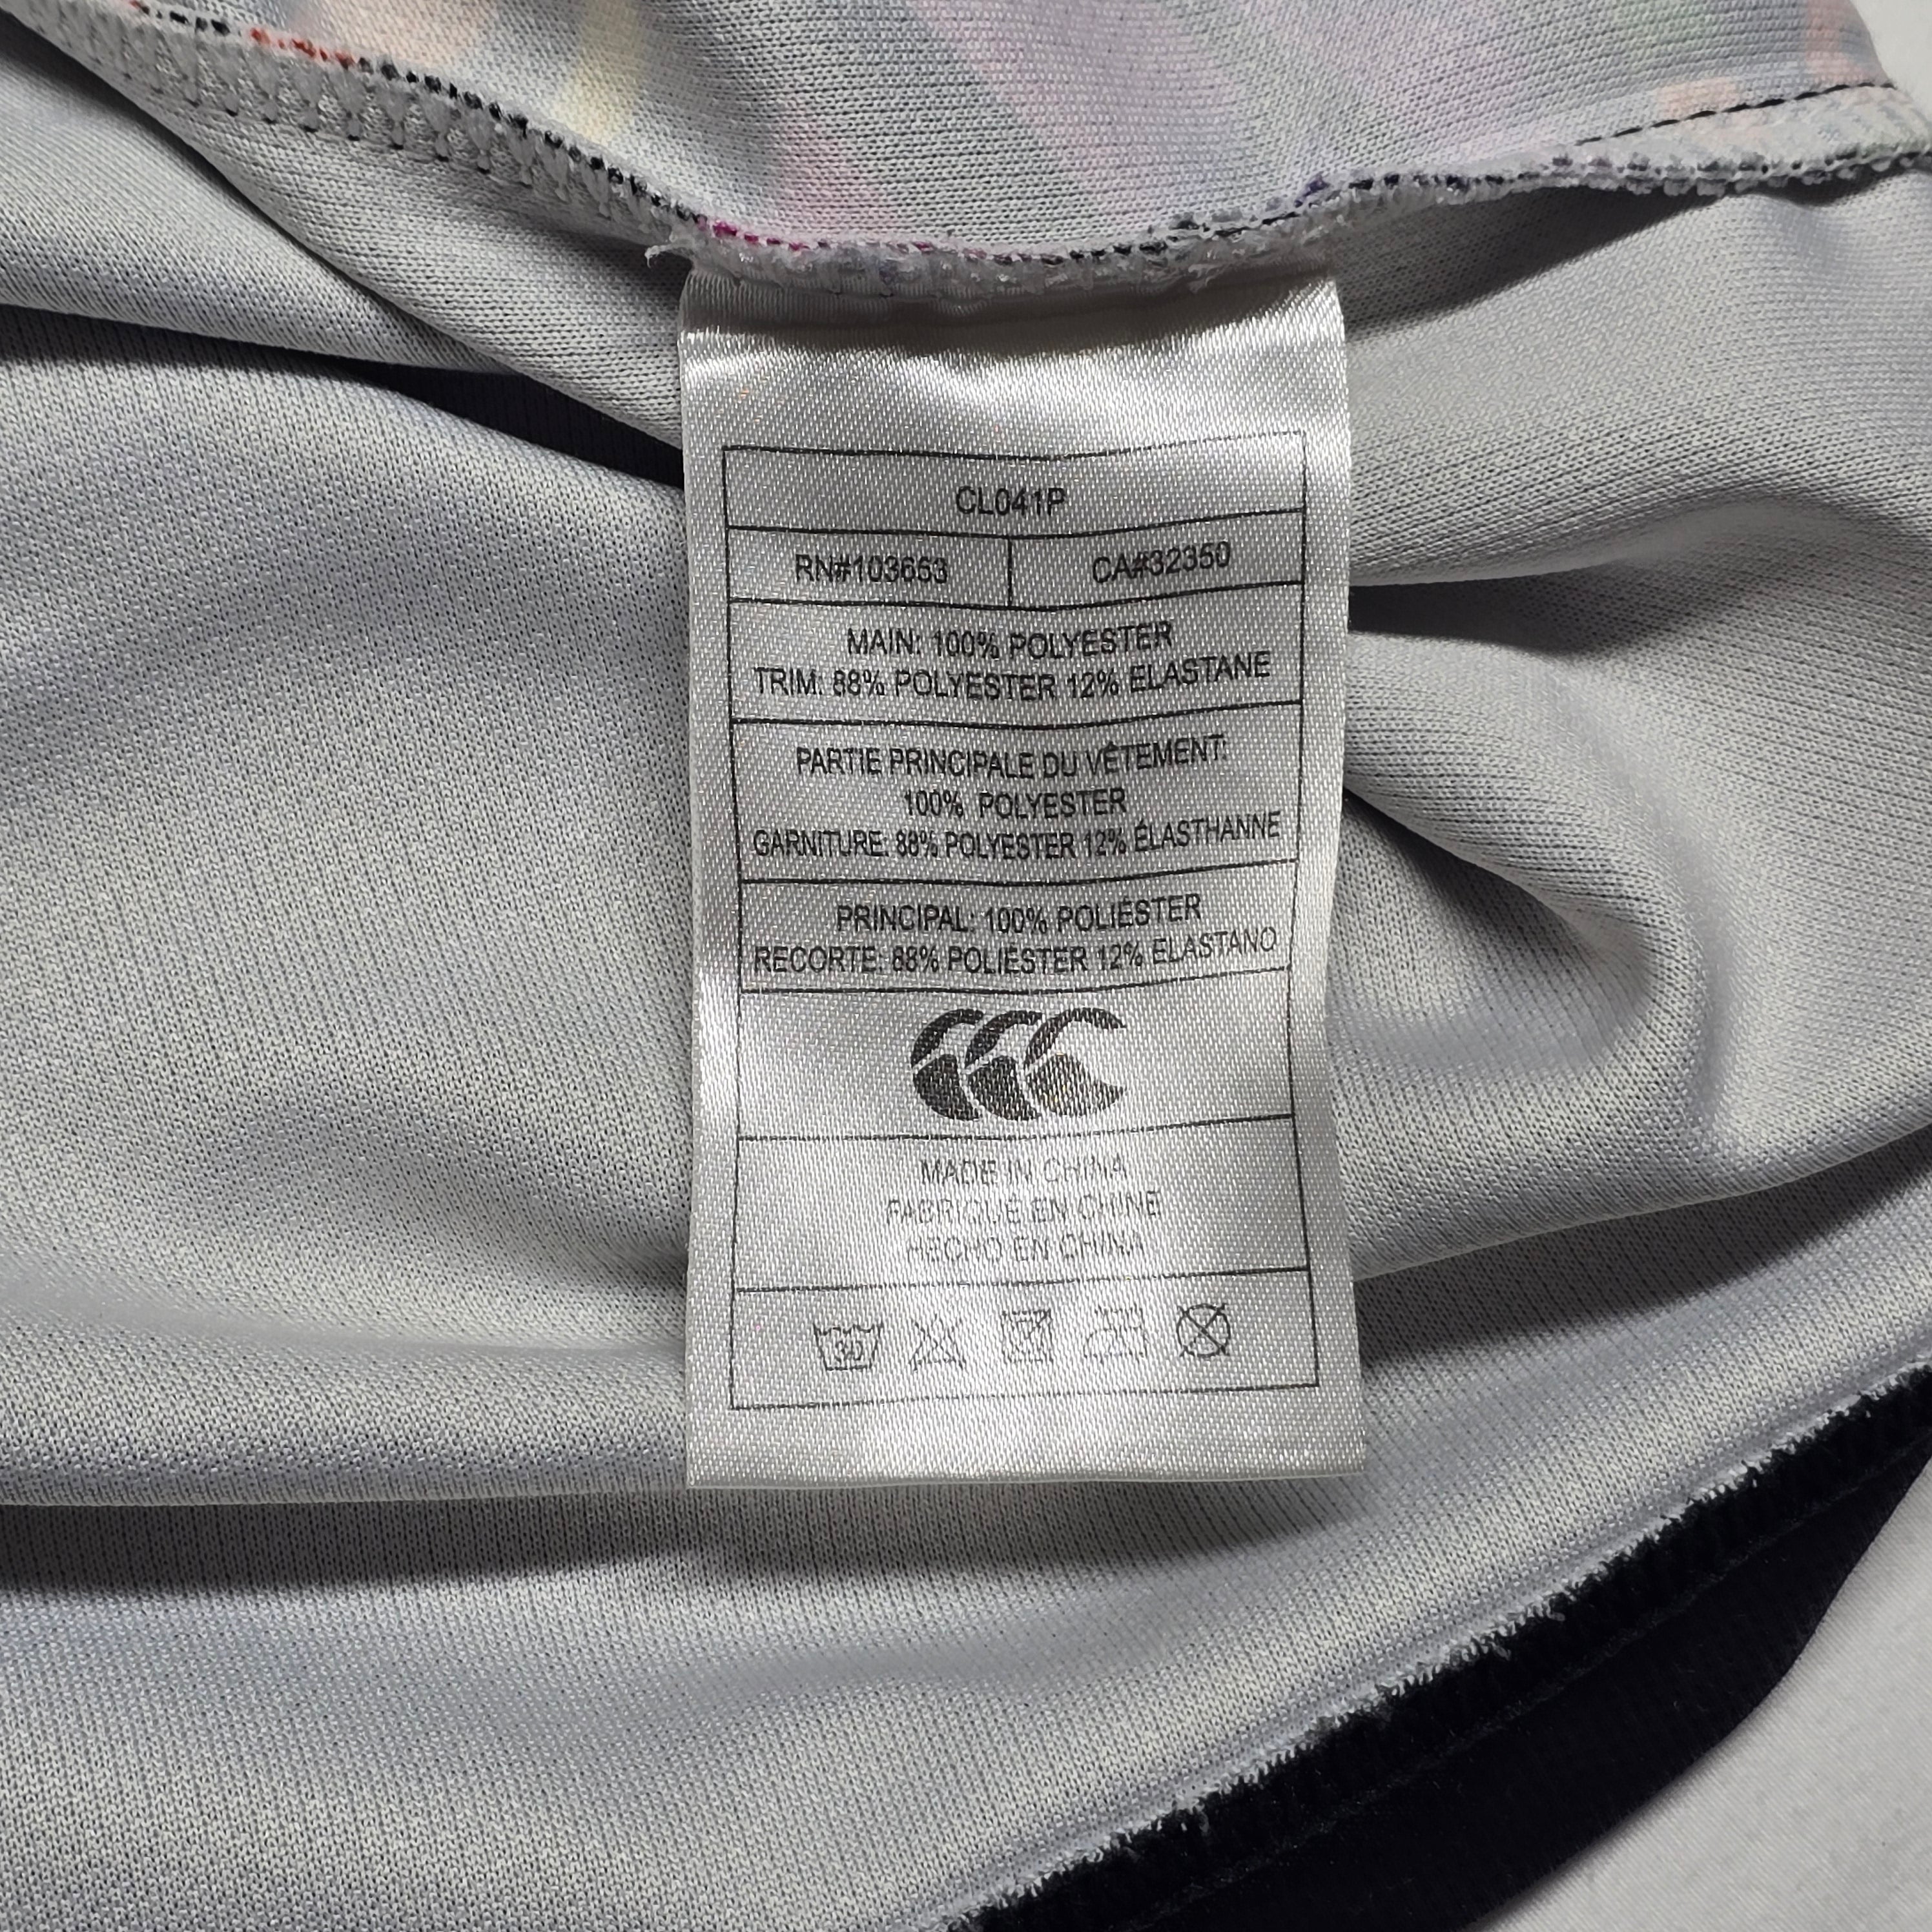 CL041P
RN#103663 CA#32350
MAIN: 100% POLYESTER
TRIM: 88% POLYESTER 12% ELASTANE
PARTIE PRINCIPALE DU VÊTEMENT:
100% POLYESTER
GARNITURE: 88% POLYESTER 12% ÉLASTHANNE
PRINCIPAL: 100% POLIÉSTER
RECORTE: 88% POLIÉSTER 12% ELASTANO
MADE IN CHINA
FABRIQUÉ EN CHINE
HECHO EN CHINA
30